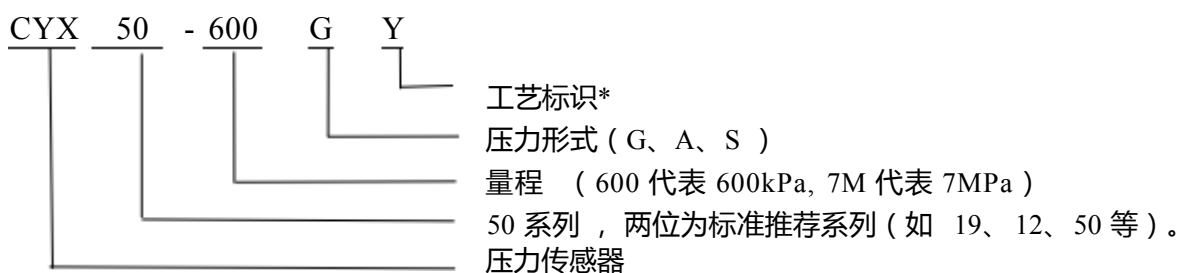 CYX 50 - 600 G Y
工艺标识*
压力形式（G、A、S ）
量程 （600 代表 600kPa, 7M 代表 7MPa）
50 系列 ，两位为标准推荐系列（如 19、12、50 等）。
压力传感器